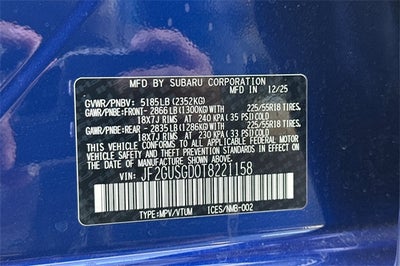 MFD BY SUBARU CORPORATION MFD IN 12/25
GVWR/PNBV: 5185LB(2352KG)
GAWR/PNBE-FRONT-2866LB(1300KG)WITH 225/55R18 TIRES,
18X7J RIMS AT 240 KPA(35 PSI)COLD
GAWR/PNBE-REAR - 2835LB(1286KG)WITH 225/55R18 TIRES,
18X7J RIMS AT 230 KPA(33 PSI)COLD
THIS VEHICLE CONFORMS TO ALL APPLICABLE FEDERAL MOTOR
VEHICLE SAFETY, BUMPER, AND THEFT PREVENTION STANDARDS
IN EFFECT ON THE DATE OF MANUFACTURE SHOWN ABOVE.
VIN: JF2GUSGD0T8221158
TYPE:MPV/VTUM ICES/NMB-002